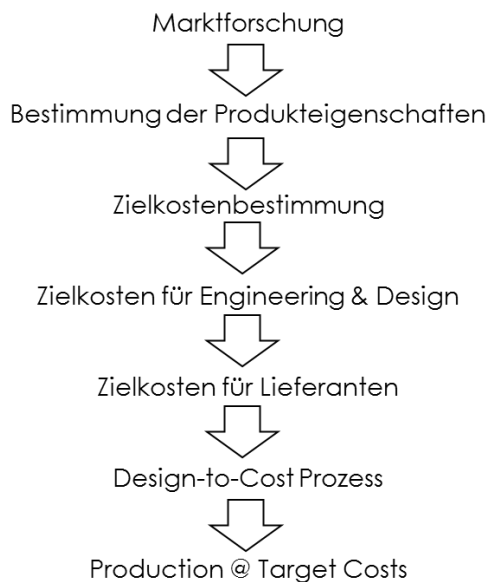 Marktforschung
Bestimmung der Produkteigenschaften
Zielkostenbestimmung
Zielkosten für Engineering & Design
Zielkosten für Lieferanten
Design-to-Cost Prozess
Production @ Target Costs